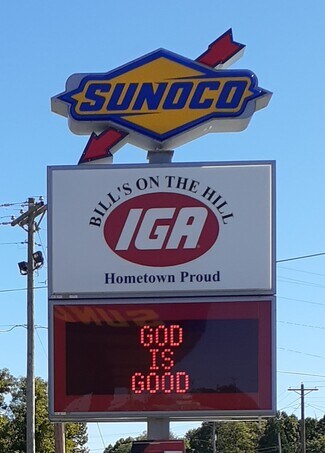 SUNOCO
BILL'S ON THE HILL
IGA
Hometown Proud
GOD
IS
GOOD